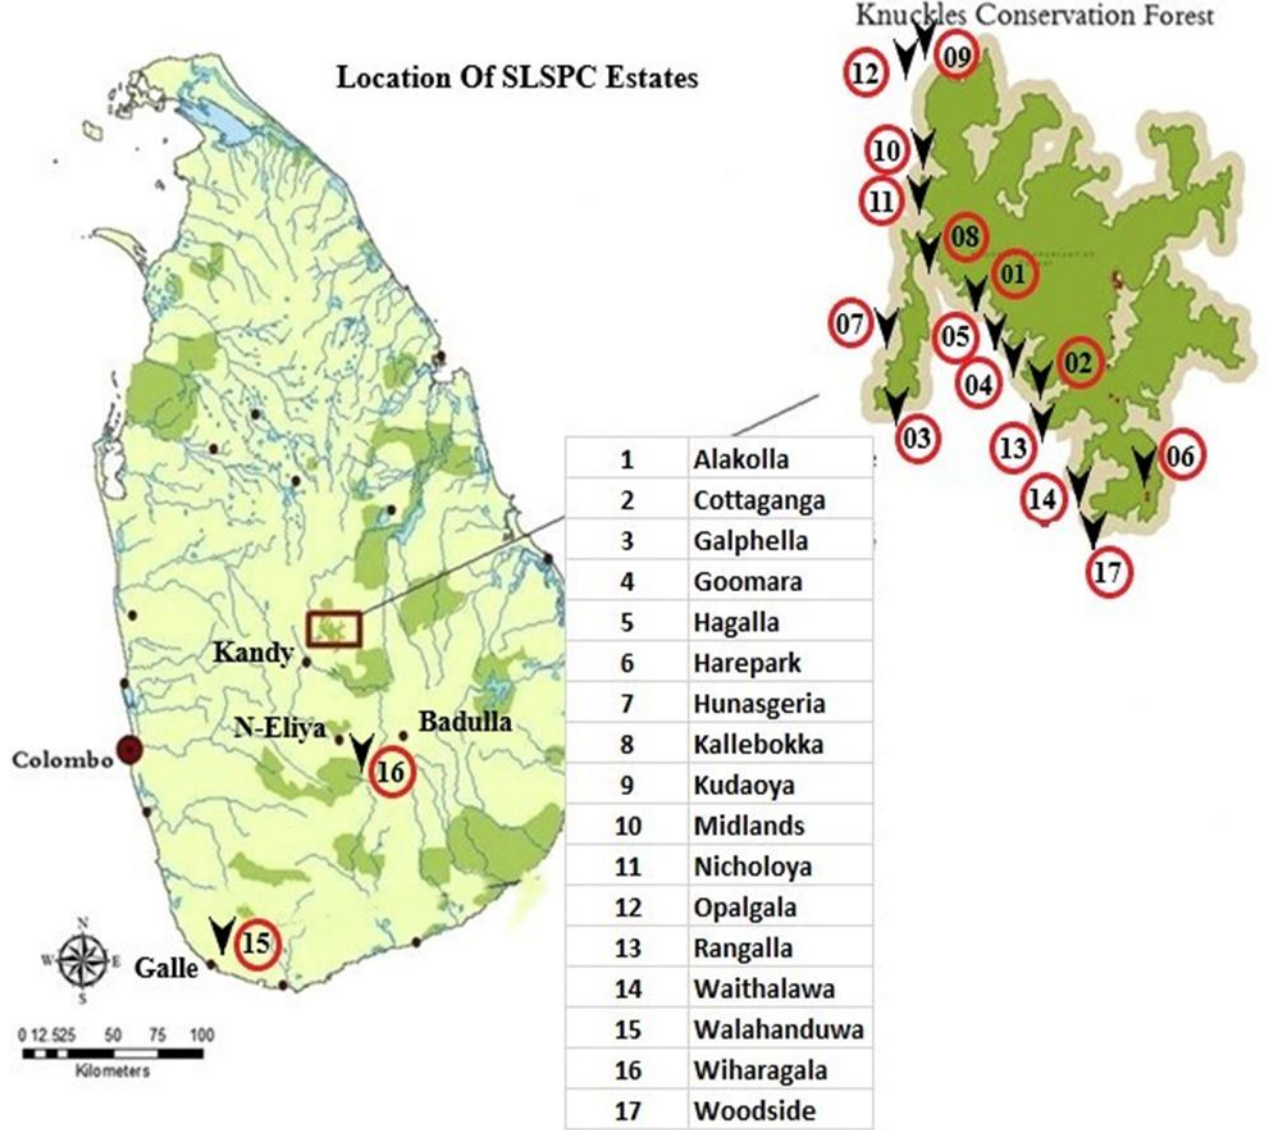 Knuckles Conservation Forest
Location Of SLSPC Estates
09
12
10
11
08
01
07
05
02
04
03
13
06
14
17
1 Alakolla
2 Cottaganga
3 Galphella
4 Goomara
5 Hagalla
6 Harepark
7 Hunasgeria
8 Kallebokka
9 Kudaoya
10 Midlands
11 Nicholoya
12 Opalgala
13 Rangalla
14 Waithalawa
15 Walahanduwa
16 Wiharagala
17 Woodside
Kandy
N-Eliya
Badulla
Colombo
16
15
Galle
N
W E
S
0 12.525 50 75 100
Kilometers